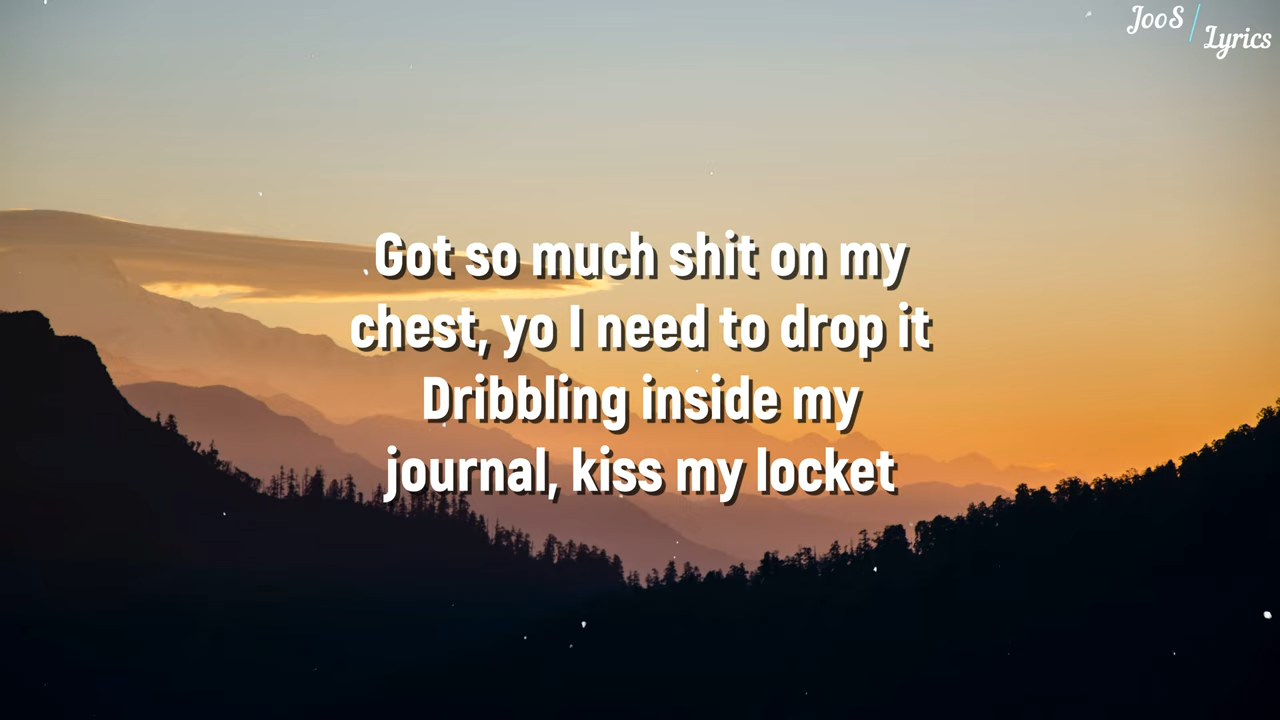 JooS / Lyrics
Got so much shit on my
chest, yo I need to drop it
Dribbling inside my
journal, kiss my locket